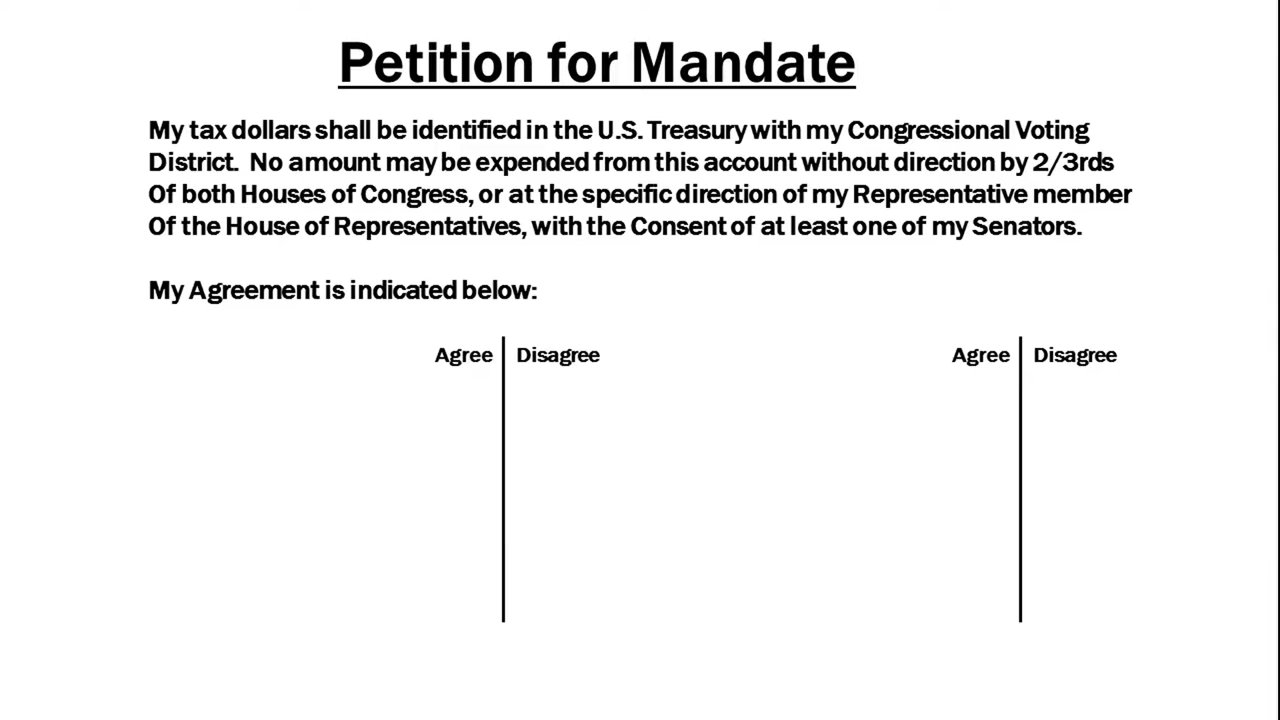 Petition for Mandate
My tax dollars shall be identified in the U.S. Treasury with my Congressional Voting
District.  No amount may be expended from this account without direction by 2/3rds
Of both Houses of Congress, or at the specific direction of my Representative member
Of the House of Representatives, with the Consent of at least one of my Senators.
My Agreement is indicated below:
Agree Disagree Agree Disagree